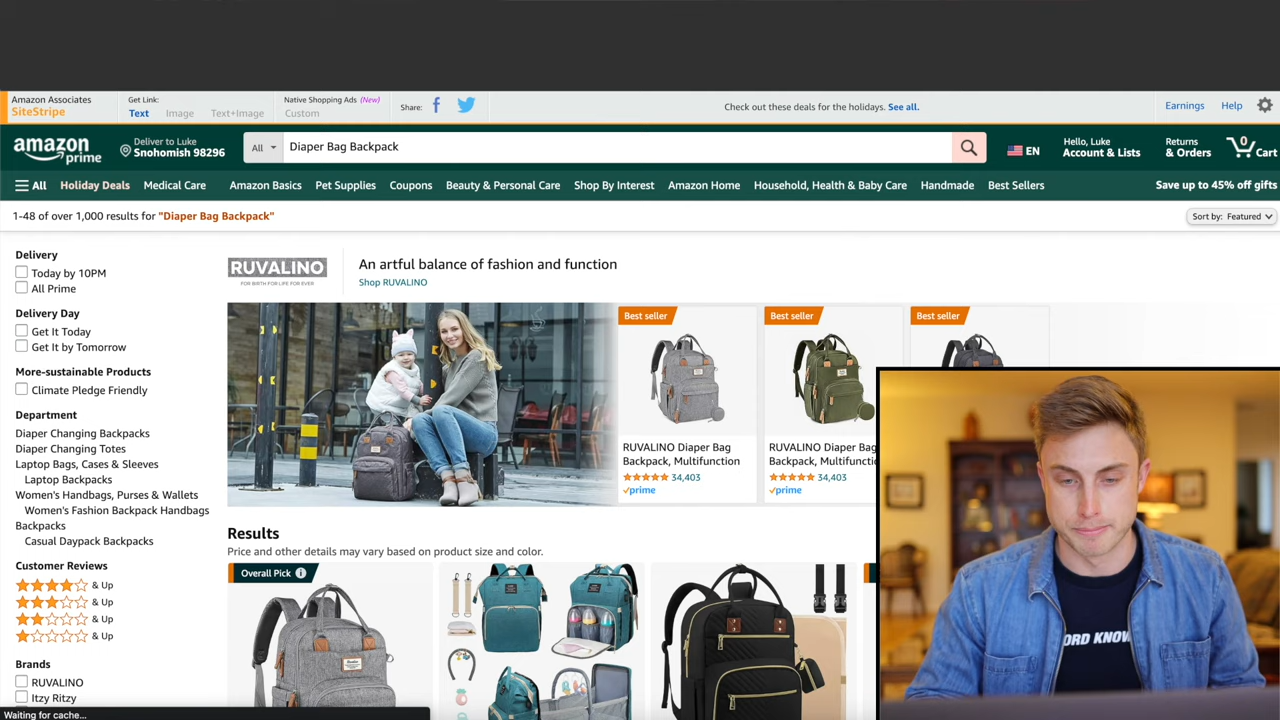 Amazon Associates
SiteStripe
Get Link:
Text Image Text+Image
Native Shopping Ads (New)
Custom
Share:
Check out these deals for the holidays. See all.
Earnings Help
amazon
prime
Deliver to Luke
Snohomish 98296
All Diaper Bag Backpack
EN
Hello, Luke
Account & Lists
Returns
& Orders
0
Cart
All Holiday Deals Medical Care Amazon Basics Pet Supplies Coupons Beauty & Personal Care Shop By Interest Amazon Home Household, Health & Baby Care Handmade Best Sellers Save up to 45% off gifts
1-48 of over 1,000 results for "Diaper Bag Backpack"
Sort by: Featured
Delivery
Today by 10PM
All Prime
Delivery Day
Get It Today
Get It by Tomorrow
More-sustainable Products
Climate Pledge Friendly
Department
Diaper Changing Backpacks
Diaper Changing Totes
Laptop Bags, Cases & Sleeves
Laptop Backpacks
Women's Handbags, Purses & Wallets
Women's Fashion Backpack Handbags
Backpacks
Casual Daypack Backpacks
Customer Reviews
& Up
& Up
& Up
& Up
Brands
RUVALINO
Itzy Ritzy
RUVALINO
FOR BIRTH FOR LIFE FOR EVER
An artful balance of fashion and function
Shop RUVALINO
Best seller
RUVALINO Diaper Bag
Backpack, Multifunction
34,403
prime
Best seller
RUVALINO Diaper Bag
Backpack, Multifunctic
34,403
prime
Best seller
Results
Price and other details may vary based on product size and color.
Overall Pick
ORD KNOW
Waiting for cache...